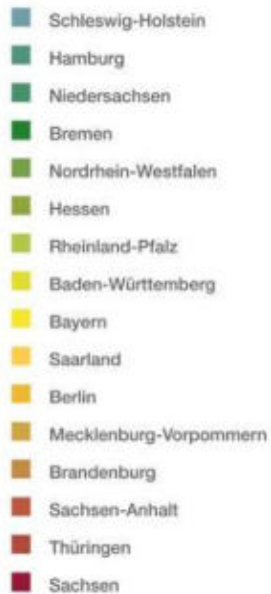 Schleswig-Holstein
Hamburg
Niedersachsen
Bremen
Nordrhein-Westfalen
Hessen
Rheinland-Pfalz
Baden-Württemberg
Bayern
Saarland
Berlin
Mecklenburg-Vorpommern
Brandenburg
Sachsen-Anhalt
Thüringen
Sachsen